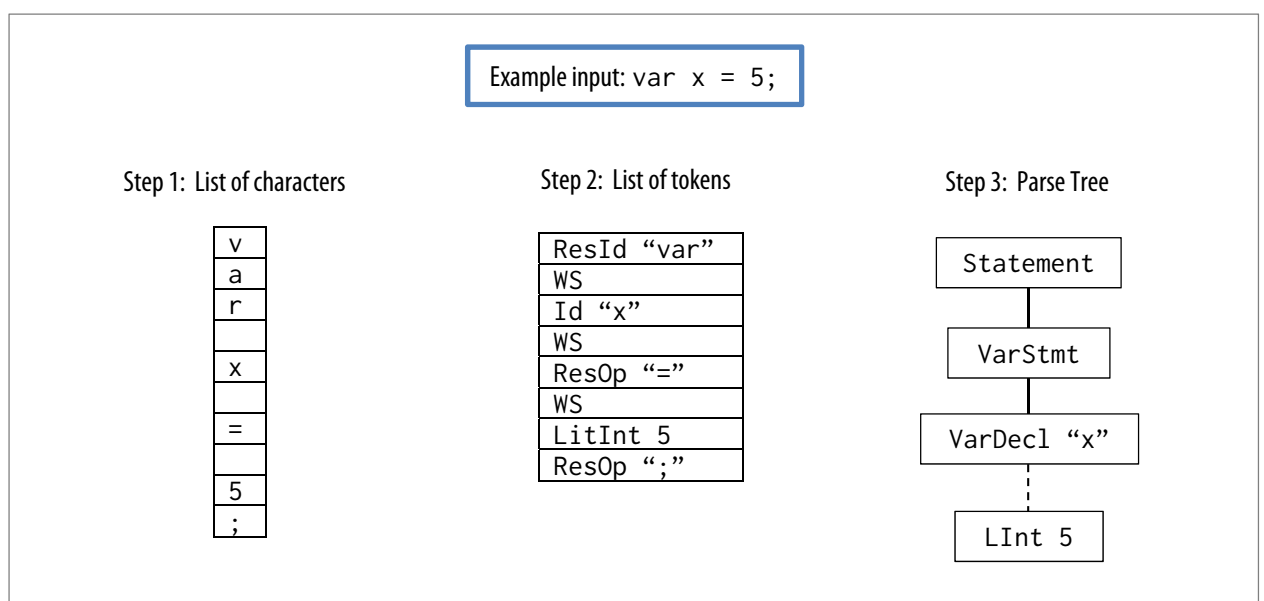 Example input: var x = 5;
Step 1: List of characters
v
a
r
x
=
5
;
Step 2: List of tokens
ResId “var”
WS
Id “x”
WS
ResOp “=”
WS
LitInt 5
ResOp “;”
Step 3: Parse Tree
Statement
VarStmt
VarDecl “x”
LInt 5